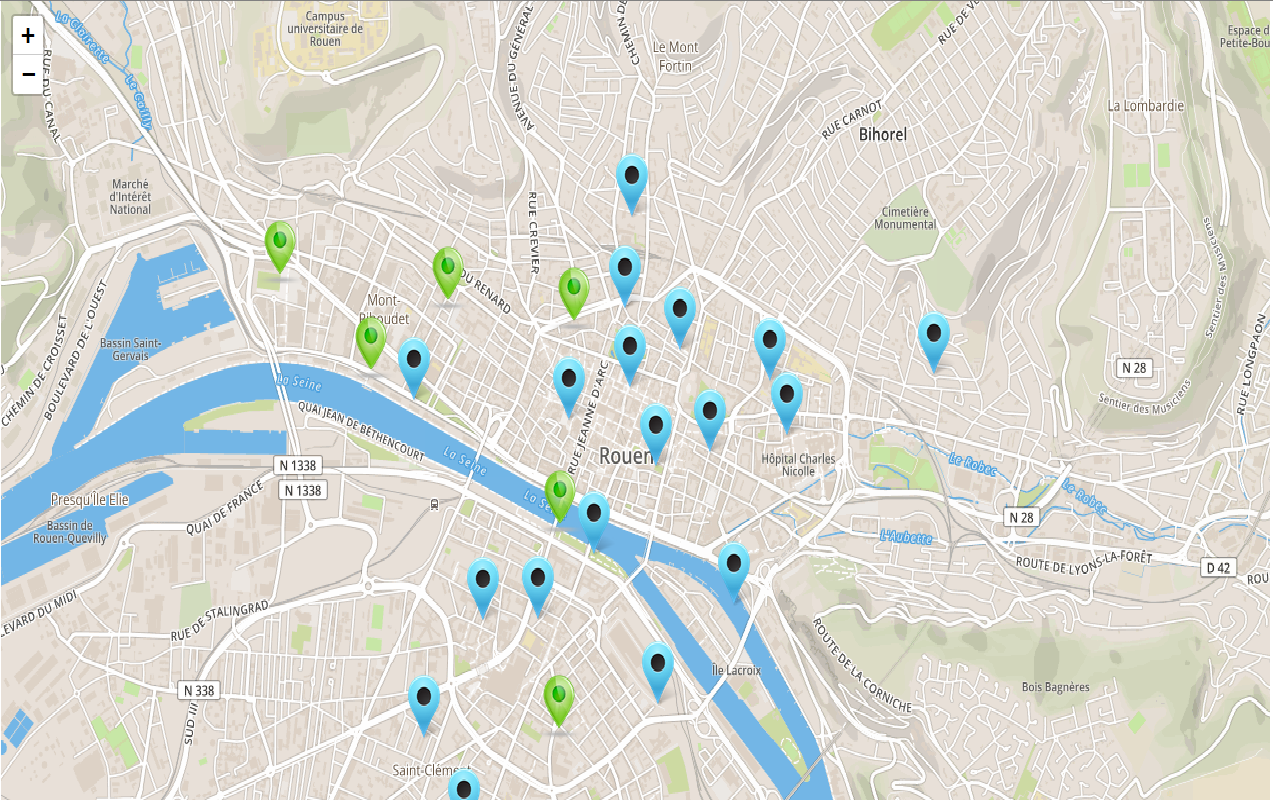 +
−
La Clairette
Le Cailly
RUE DU CANAL
Campus
universitaire de
Rouen
AVENUE DU GÉNÉRAL
CHEMIN DE
Le Mont
Fortin
RUE DE
Espace d
Petite-Bou
La Lombardie
RUE CARNOT
Bihorel
Marché
d'Intérêt
National
RUE CREVIER
Cimetière
Monumental
Sentier des Musiciens
DU RENARD
Mont-
Riboudet
Bassin Saint-
Gervais
CHEMIN DE CROISSET
BOULEVARD DE L'OUEST
La Seine
QUAI JEAN DE BÉTHENCOURT
RUE JEANNE D'ARC
N 28
Sentier des Musiciens
RUE LONGPAON
Rouen
La Seine
Hôpital Charles
Nicolle
Le Robec
Le Robec
N 1338
N 1338
Presqu'Île Elie
QUAI DE FRANCE
La Se
Bassin de
Rouen-Quevilly
N 28
L'Aubette
ROUTE DE LYONS-LA-FORÊT
D 42
ROU
LEVARD DU MIDI
RUE DE STALINGRAD
ROUTE DE LA CORNICHE
Île Lacroix
Bois Bagnères
N 338
SUD III
Saint-Clément